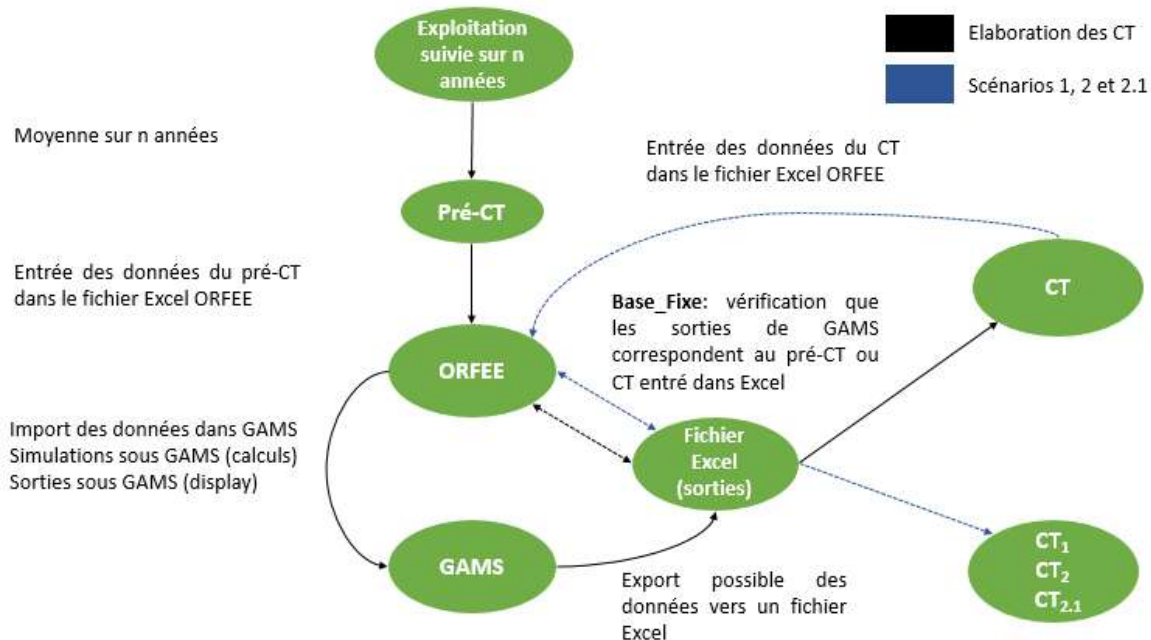 Exploitation
suivie sur n
années
Elaboration des CT
Scénarios 1, 2 et 2.1
Moyenne sur n années
Entrée des données du CT
dans le fichier Excel ORFEE
Pré-CT
Entrée des données du pré-CT
dans le fichier Excel ORFEE
CT
Base_Fixe: vérification que
les sorties de GAMS
correspondent au pré-CT ou
CT entré dans Excel
ORFEE
Import des données dans GAMS
Simulations sous GAMS (calculs)
Sorties sous GAMS (display)
Fichier
Excel
(sorties)
GAMS
CT1
CT2
CT2.1
Export possible des
données vers un fichier
Excel